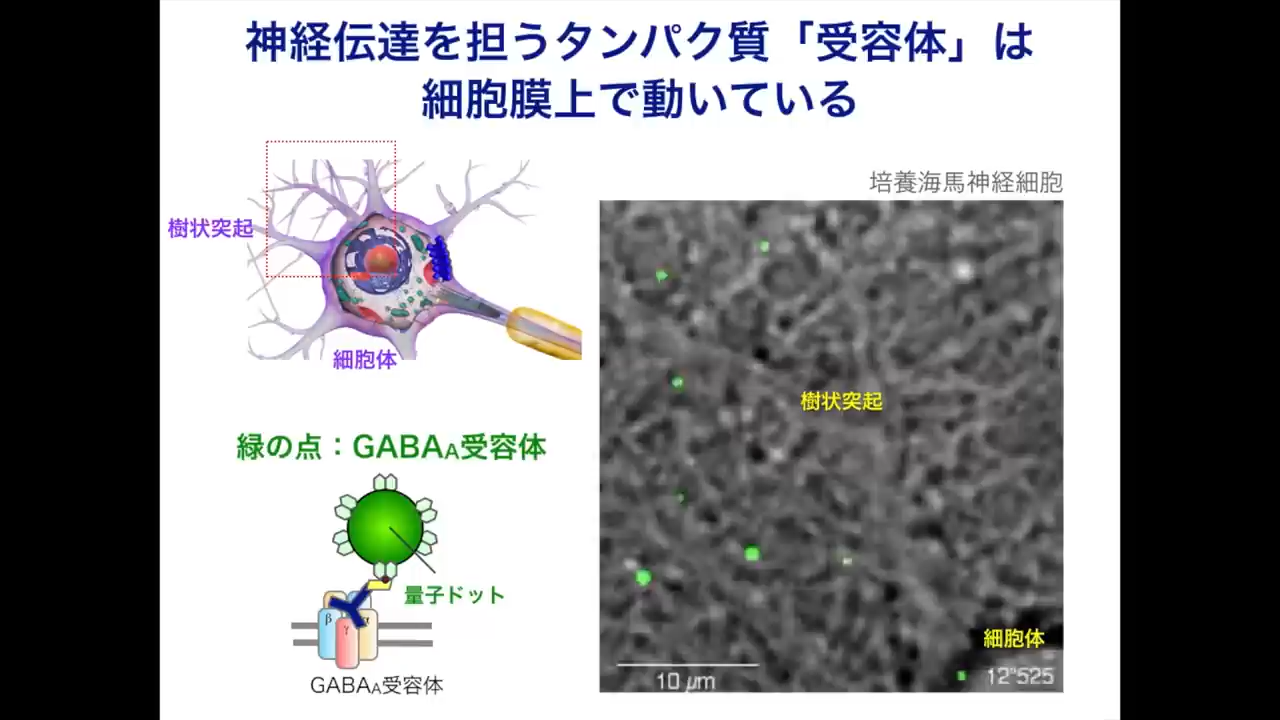 神経伝達を担うタンパク質「受容体」は
細胞膜上で動いている
樹状突起
細胞体
培養海馬神経細胞
樹状突起
細胞体
10 µm
12"525
緑の点：GABAA受容体
量子ドット
β
γ
α
GABAA受容体